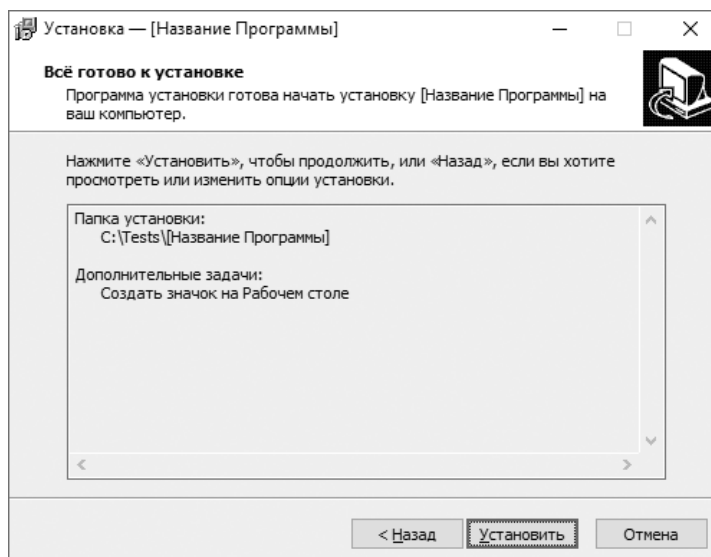 Установка — [Название Программы]
Всё готово к установке
Программа установки готова начать установку [Название Программы] на
ваш компьютер.
Нажмите «Установить», чтобы продолжить, или «Назад», если вы хотите
просмотреть или изменить опции установки.
Папка установки:
C:\Tests\[Название Программы]
Дополнительные задачи:
Создать значок на Рабочем столе
< Назад
Установить
Отмена